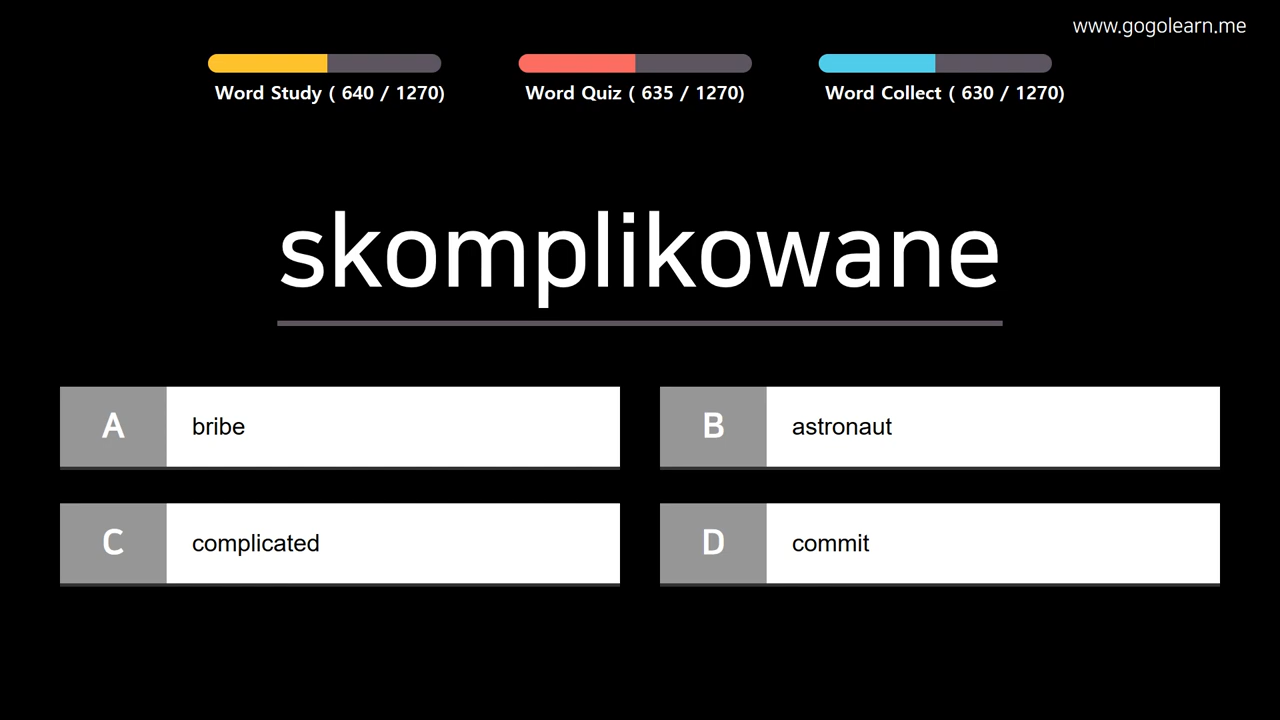 www.gogolearn.me
Word Study ( 640 / 1270)
Word Quiz ( 635 / 1270)
Word Collect ( 630 / 1270)
skomplikowane
A bribe
B astronaut
C complicated
D commit